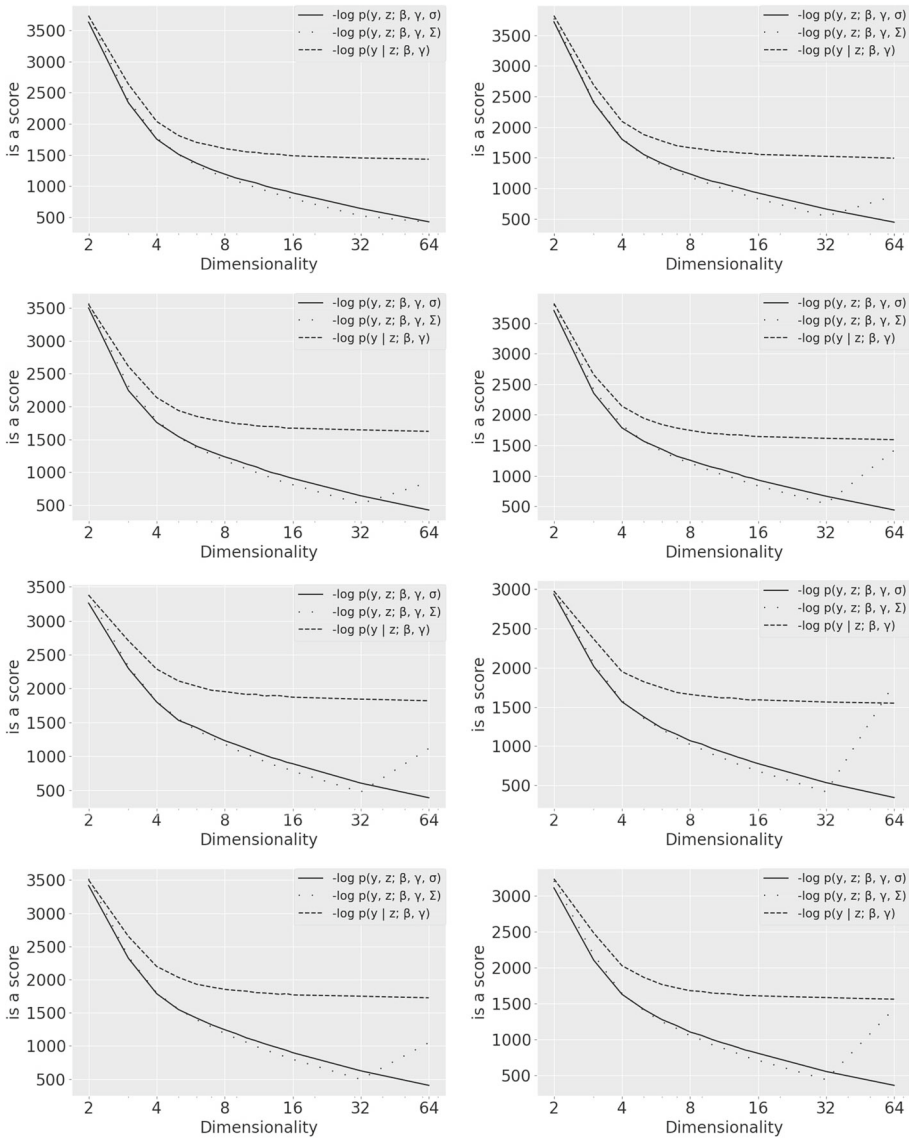 3500
3000
2500
2000
1500
1000
500
is a score
-log p(y, z; β, γ, σ)
-log p(y, z; β, γ, Σ)
-log p(y | z; β, γ)
2 4 8 16 32 64
Dimensionality
3500
3000
2500
2000
1500
1000
500
is a score
-log p(y, z; β, γ, σ)
-log p(y, z; β, γ, Σ)
-log p(y | z; β, γ)
2 4 8 16 32 64
Dimensionality
3500
3000
2500
2000
1500
1000
500
is a score
-log p(y, z; β, γ, σ)
-log p(y, z; β, γ, Σ)
-log p(y | z; β, γ)
2 4 8 16 32 64
Dimensionality
3500
3000
2500
2000
1500
1000
500
is a score
-log p(y, z; β, γ, σ)
-log p(y, z; β, γ, Σ)
-log p(y | z; β, γ)
2 4 8 16 32 64
Dimensionality
3500
3000
2500
2000
1500
1000
500
is a score
-log p(y, z; β, γ, σ)
-log p(y, z; β, γ, Σ)
-log p(y | z; β, γ)
2 4 8 16 32 64
Dimensionality
3000
2500
2000
1500
1000
500
is a score
-log p(y, z; β, γ, σ)
-log p(y, z; β, γ, Σ)
-log p(y | z; β, γ)
2 4 8 16 32 64
Dimensionality
3500
3000
2500
2000
1500
1000
500
is a score
-log p(y, z; β, γ, σ)
-log p(y, z; β, γ, Σ)
-log p(y | z; β, γ)
2 4 8 16 32 64
Dimensionality
3000
2500
2000
1500
1000
500
is a score
-log p(y, z; β, γ, σ)
-log p(y, z; β, γ, Σ)
-log p(y | z; β, γ)
2 4 8 16 32 64
Dimensionality